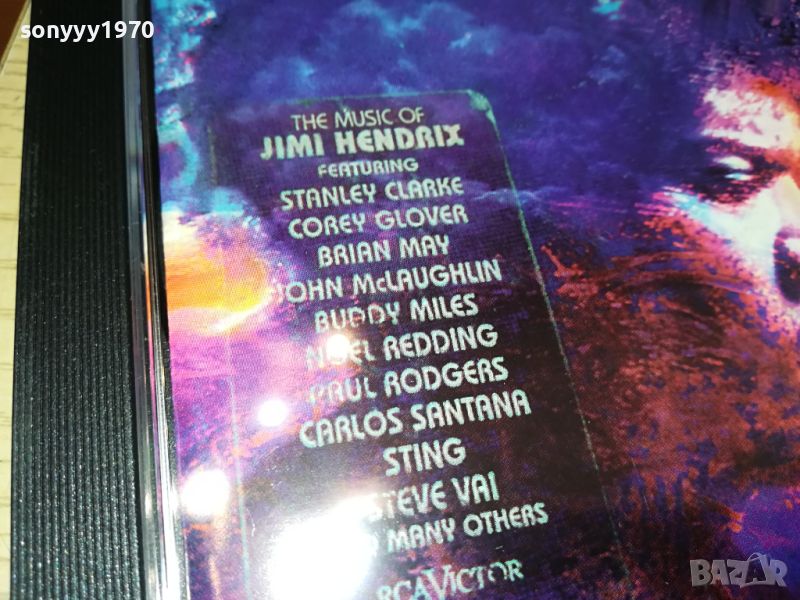 sonyyy1970
THE MUSIC OF
JIMI HENDRIX
FEATURING
STANLEY CLARKE
COREY GLOVER
BRIAN MAY
JOHN McLAUGHLIN
BUDDY MILES
NOEL REDDING
PAUL RODGERS
CARLOS SANTANA
STING
STEVE VAI
MANY OTHERS
RCA VICTOR
BAZAR